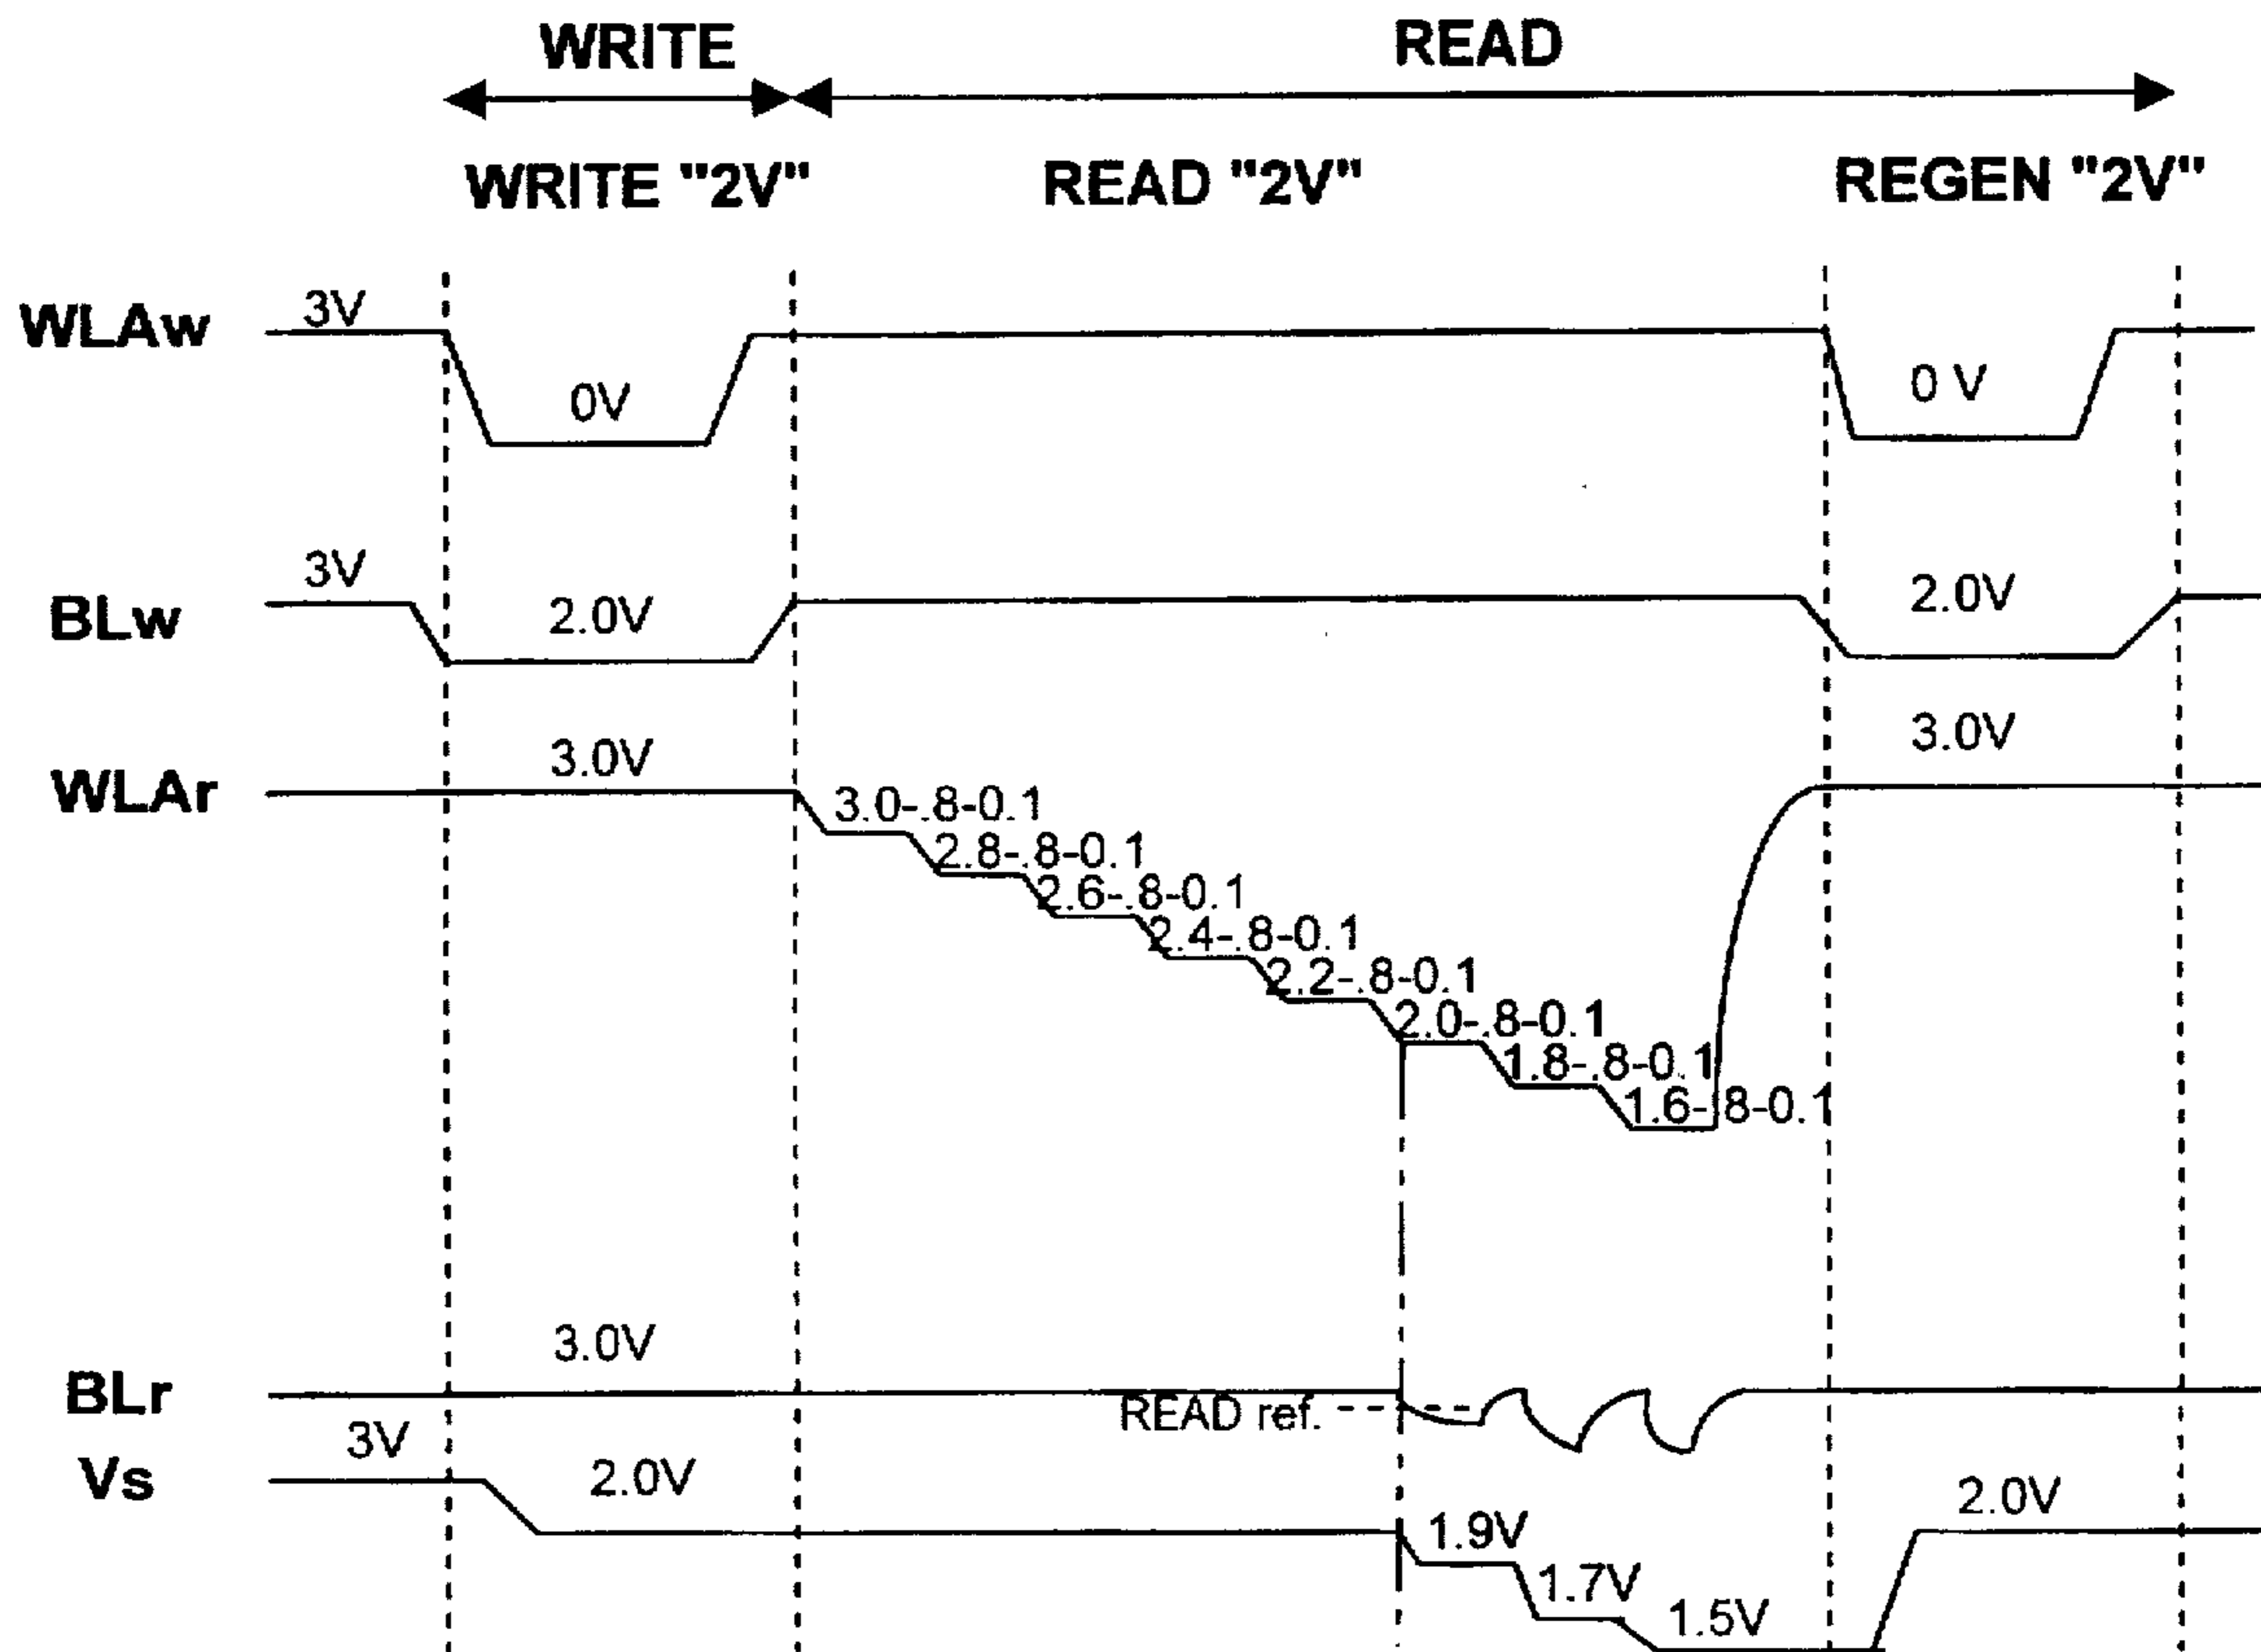 WRITE READ
WRITE "2V" READ "2V" REGEN "2V"
WLAw 3V 0V 0 V
BLw 3V 2.0V 2.0V
WLAr 3.0V 3.0V
3.0-.8-0.1
2.8-.8-0.1
2.6-.8-0.1
2.4-.8-0.1
2.2-.8-0.1
2.0-.8-0.1
1.8-.8-0.1
1.6-.8-0.1
BLr 3.0V
READ ref.
Vs 3V 2.0V 2.0V
1.9V
1.7V
1.5V